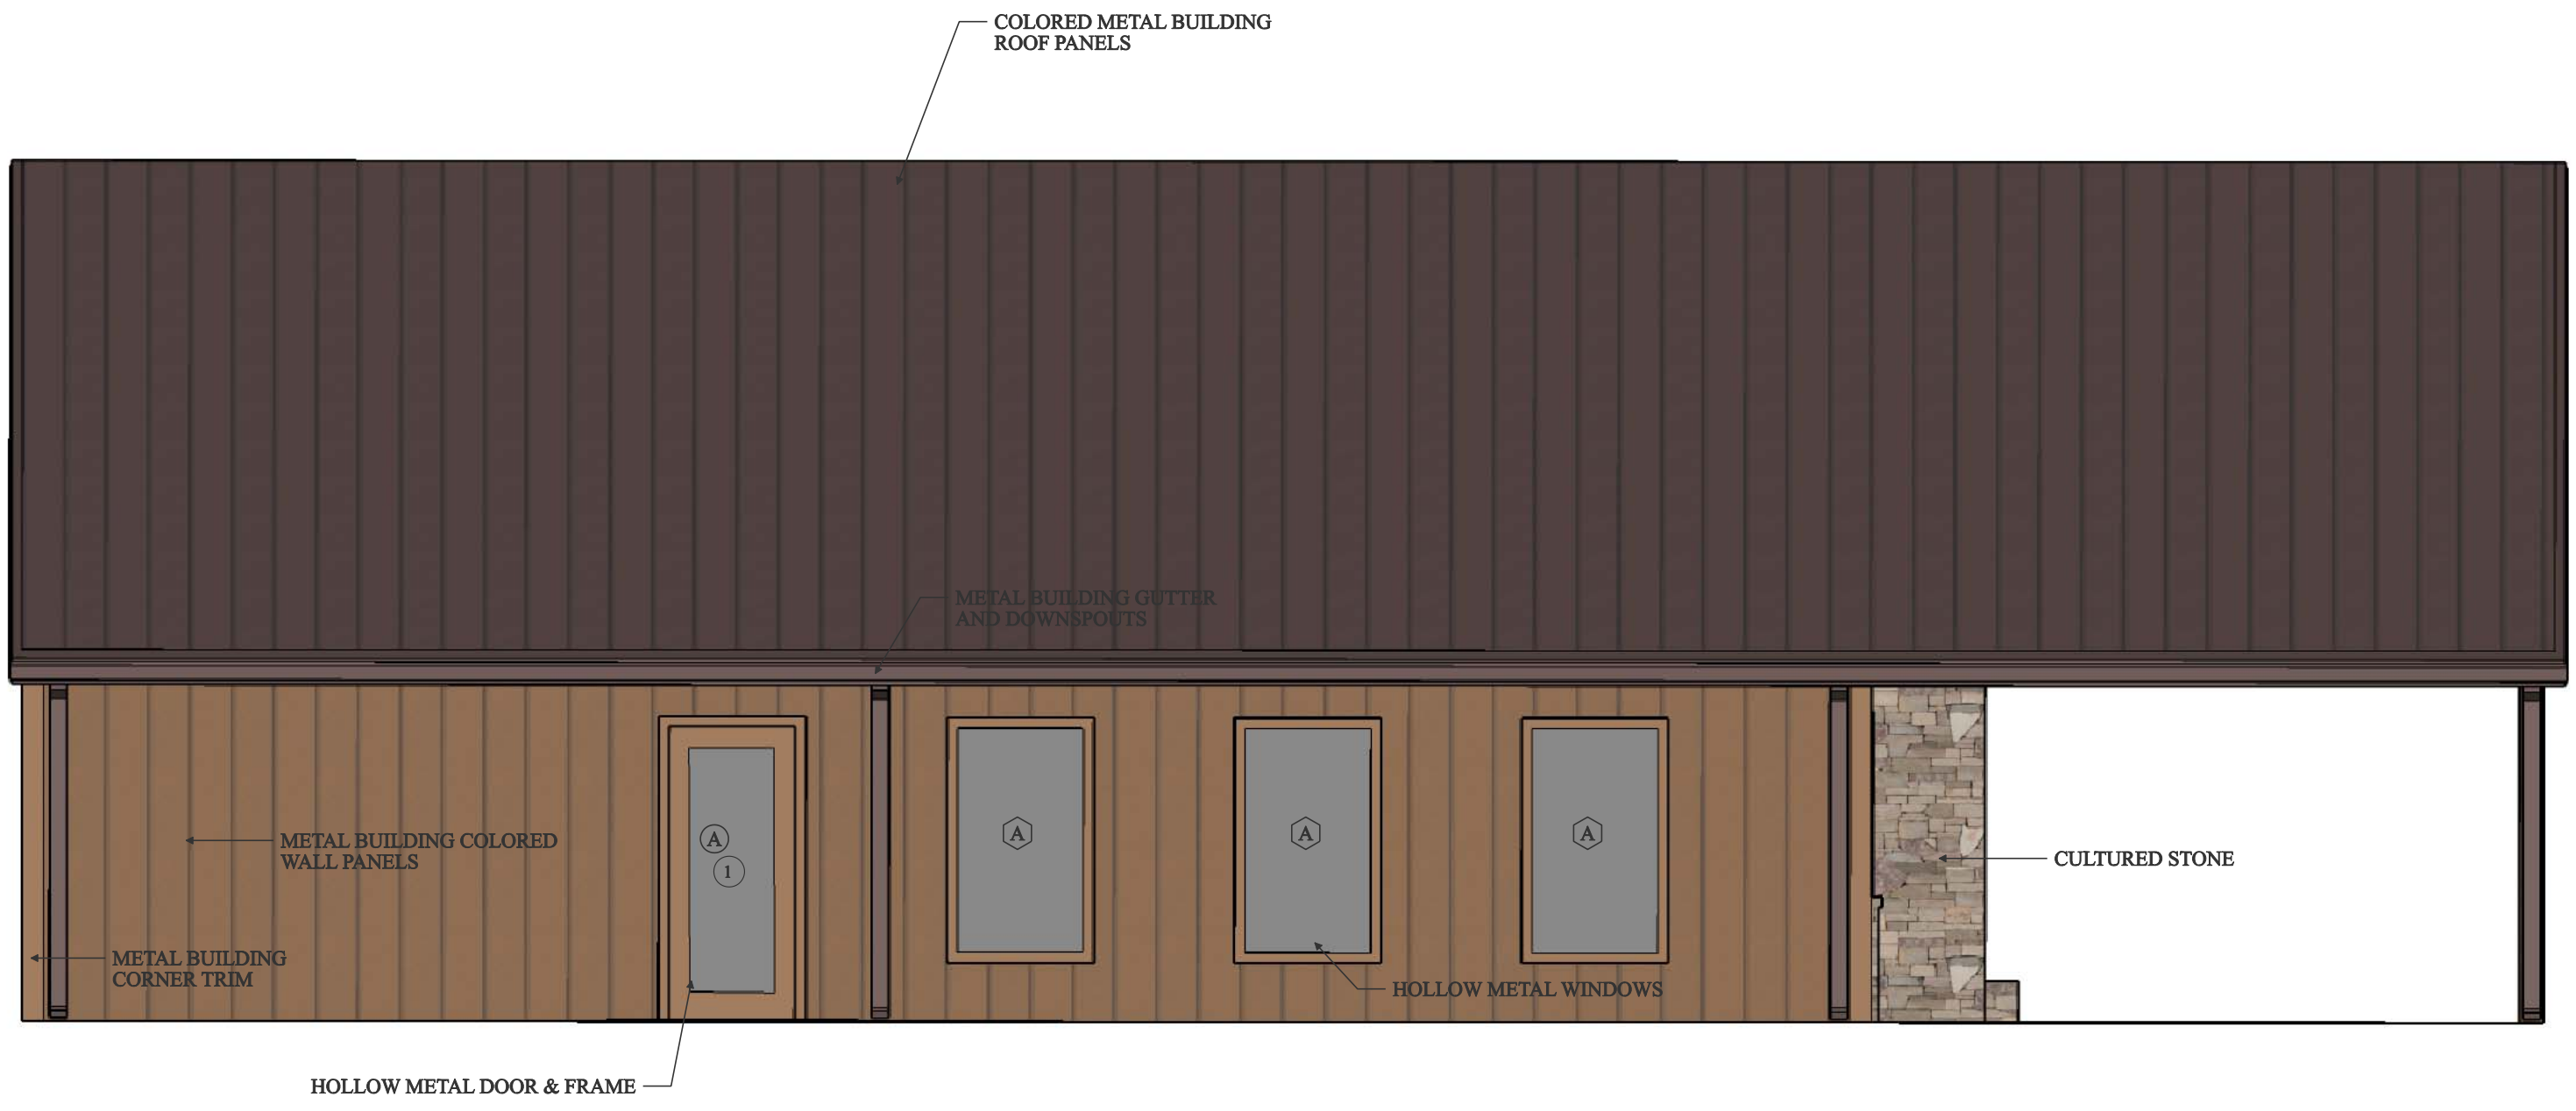 COLORED METAL BUILDING
ROOF PANELS
METAL BUILDING GUTTER
AND DOWNSPOUTS
METAL BUILDING COLORED
WALL PANELS
A
1
A
A
A
CULTURED STONE
METAL BUILDING
CORNER TRIM
HOLLOW METAL WINDOWS
HOLLOW METAL DOOR & FRAME